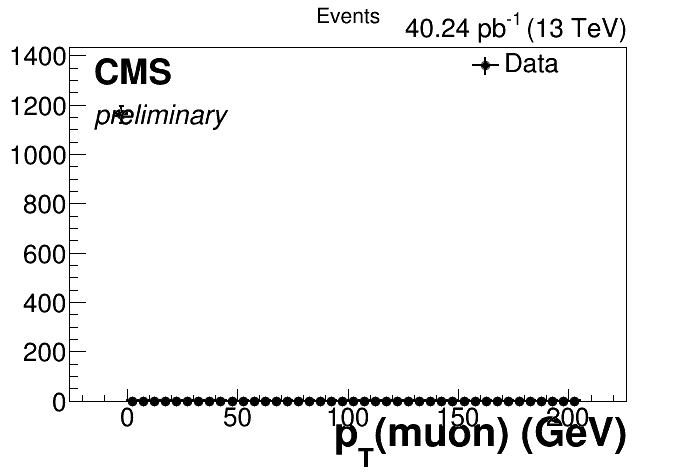 Events
40.24 pb-1 (13 TeV)
CMS
Data
preliminary
1400
1200
1000
800
600
400
200
0
0 50 100 150 200
pT(muon) (GeV)